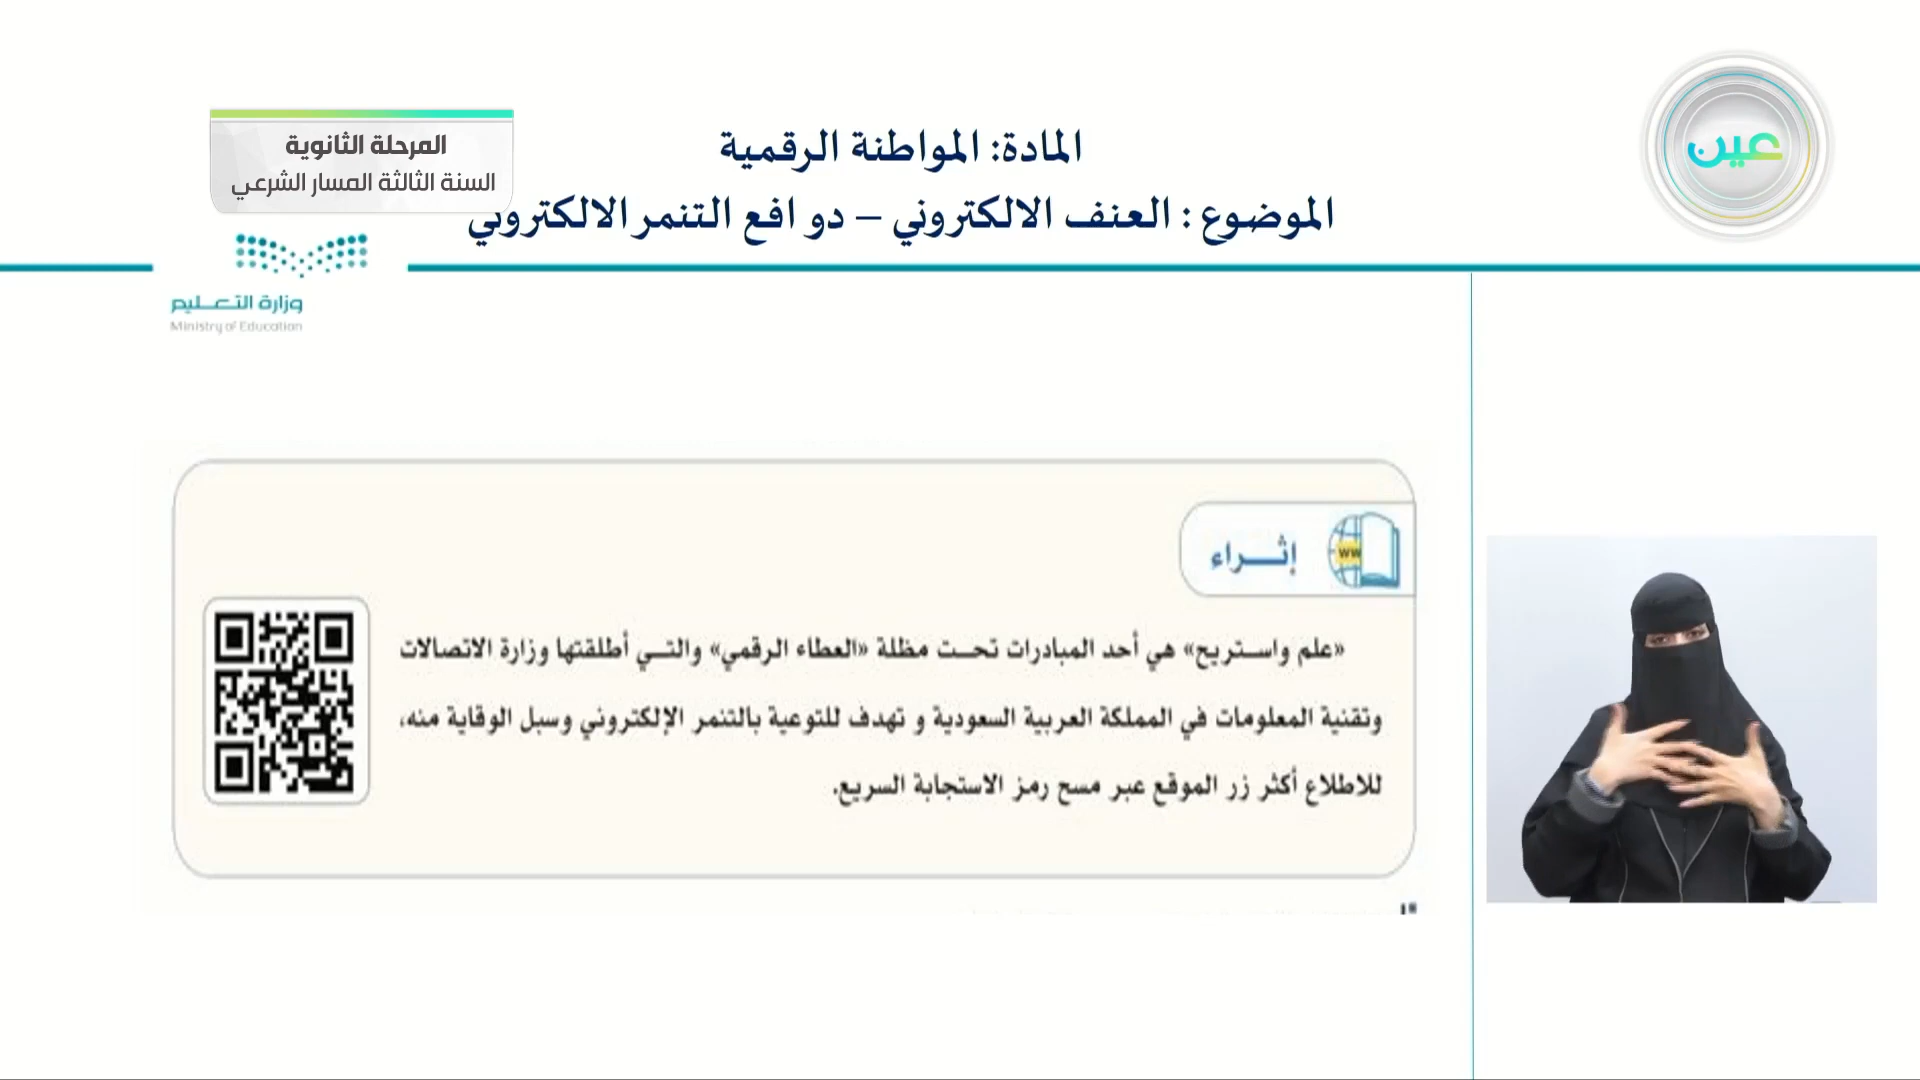 المرحلة الثانوية
السنة الثالثة المسار الشرعي
المادة: المواطنة الرقمية
الموضوع : العنف الالكتروني – دوافع التنمر الالكتروني
عين
وزارة التعليم
Ministry of Education
إثراء
«علم واستريح» هي أحد المبادرات تحت مظلة «العطاء الرقمي» والتي أطلقتها وزارة الاتصالات
وتقنية المعلومات في المملكة العربية السعودية و تهدف للتوعية بالتنمر الإلكتروني وسبل الوقاية منه،
للاطلاع أكثر زر الموقع عبر مسح رمز الاستجابة السريع.